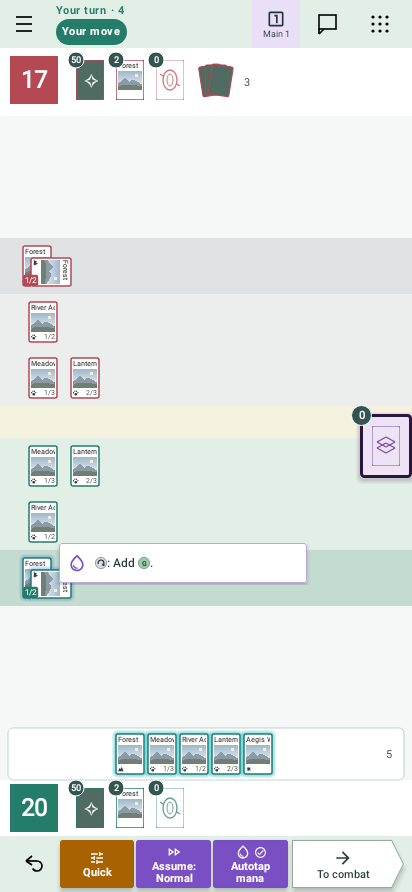 Your turn · 4
Your move
1
Main 1
17
50
2
Forest
0
3
Forest
Forest
1/2
River Ac
1/2
Meadov
1/3
Lantern
2/3
0
Meadov
1/3
Lantern
2/3
River Ac
1/2
Forest
1/2
: Add G.
Forest
Meadov
1/3
River Ac
1/2
Lantern
2/3
Aegis W
5
20
50
2
Forest
0
Quick
Assume:
Normal
Autotap
mana
To combat